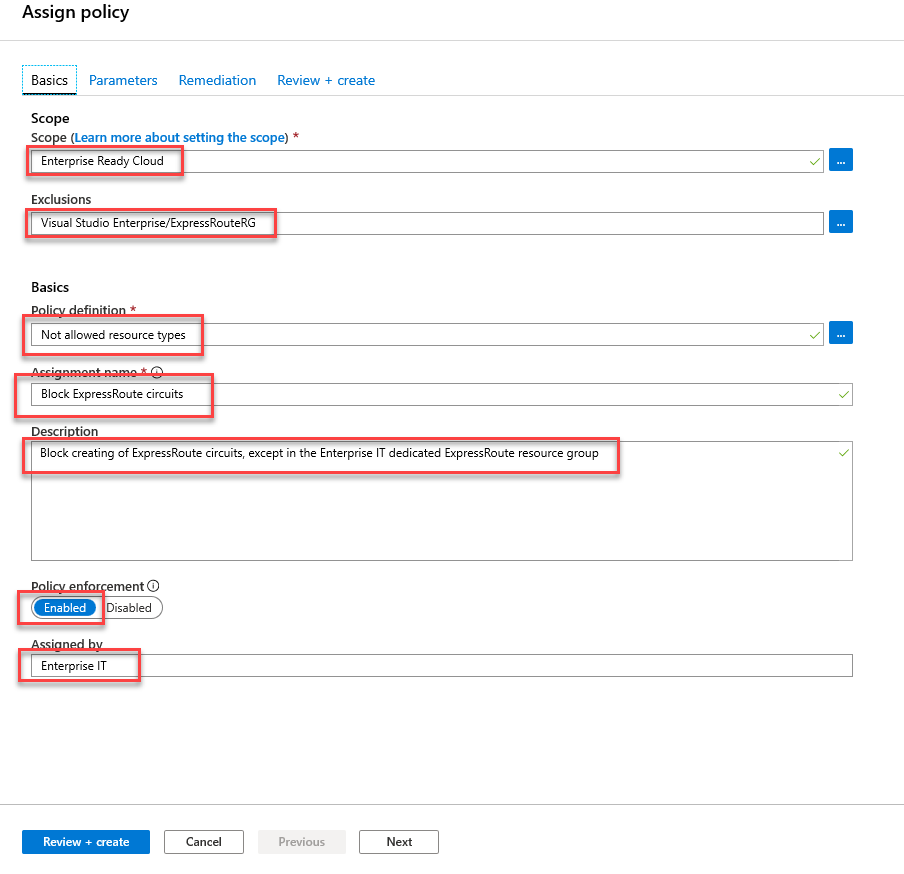 Assign policy
Basics Parameters Remediation Review + create
Scope
Scope (Learn more about setting the scope) *
Enterprise Ready Cloud
...
Exclusions
Visual Studio Enterprise/ExpressRouteRG
...
Basics
Policy definition *
Not allowed resource types
...
Assignment name *
Block ExpressRoute circuits
Description
Block creating of ExpressRoute circuits, except in the Enterprise IT dedicated ExpressRoute resource group
Policy enforcement
Enabled Disabled
Assigned by
Enterprise IT
Review + create Cancel Previous Next